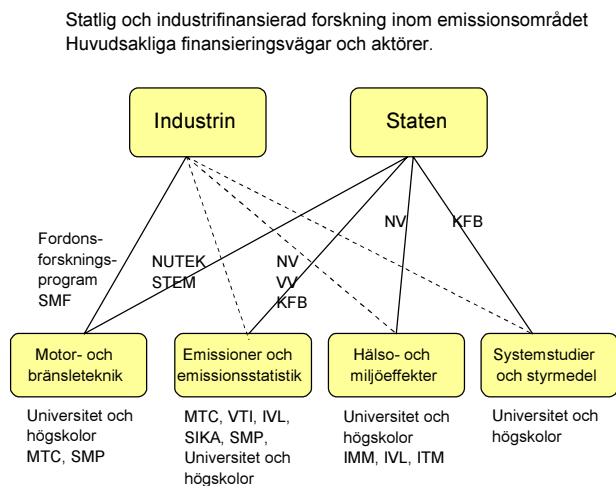 Statlig och industrifinansierad forskning inom emissionsområdet
Huvudsakliga finansieringsvägar och aktörer.
Industrin
Staten
NV
KFB
Fordons-
forsknings-
program
SMF
NUTEK
STEM
NV
VV
KFB
Motor- och
bränsleteknik
Emissioner och
emissionsstatistik
Hälso- och
miljöeffekter
Systemstudier
och styrmedel
Universitet och
högskolor
MTC, SMP
MTC, VTI, IVL,
SIKA, SMP,
Universitet och
högskolor
Universitet och
högskolor
IMM, IVL, ITM
Universitet och
högskolor